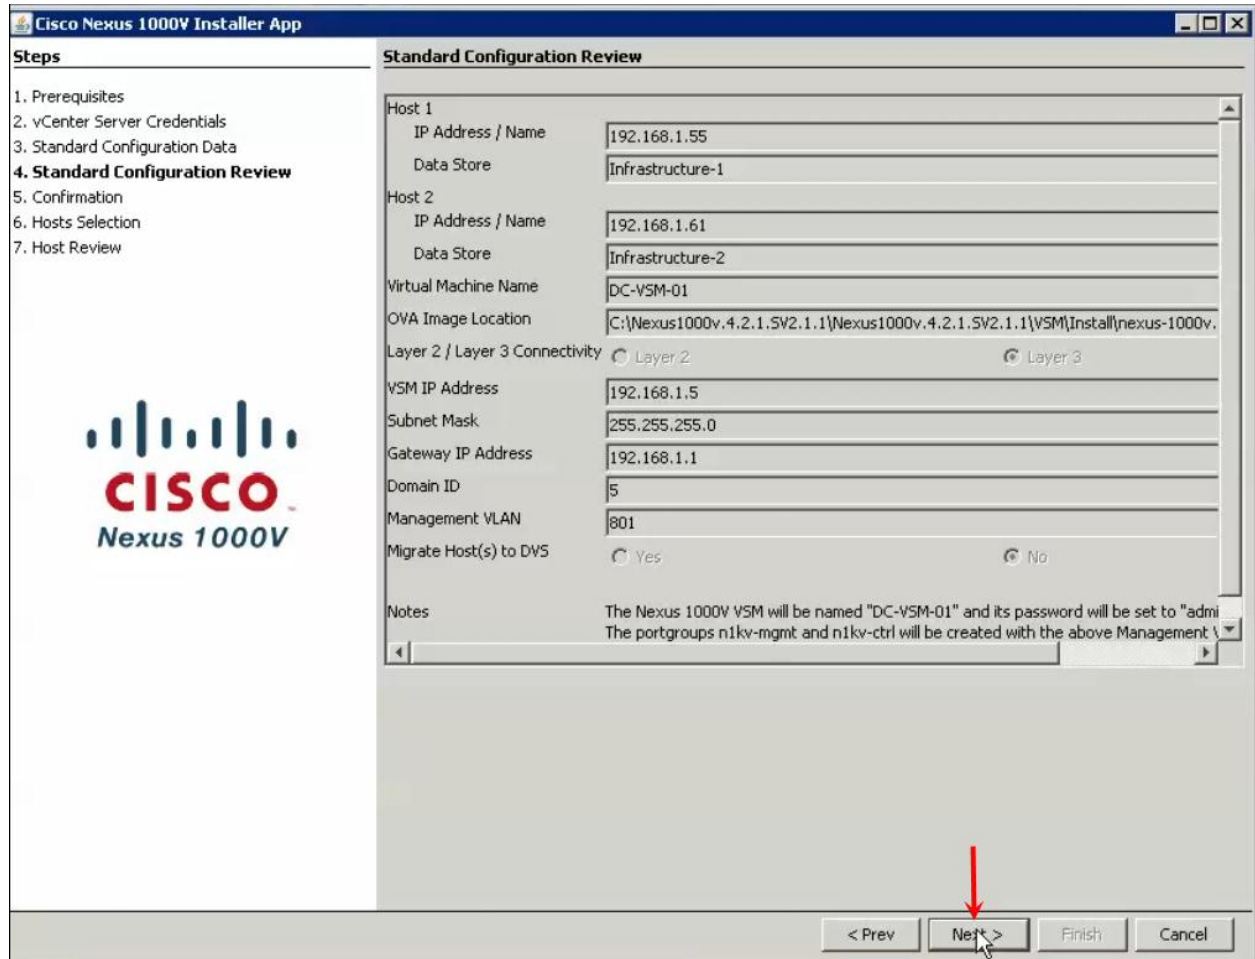 Cisco Nexus 1000V Installer App
Steps
1. Prerequisites
2. vCenter Server Credentials
3. Standard Configuration Data
4. Standard Configuration Review
5. Confirmation
6. Hosts Selection
7. Host Review
CISCO
Nexus 1000V
Standard Configuration Review
Host 1
IP Address / Name 192.168.1.55
Data Store Infrastructure-1
Host 2
IP Address / Name 192.168.1.61
Data Store Infrastructure-2
Virtual Machine Name DC-VSM-01
OVA Image Location C:\Nexus1000v.4.2.1.SV2.1.1\Nexus1000v.4.2.1.SV2.1.1\VSM\Install\nexus-1000v.
Layer 2 / Layer 3 Connectivity Layer 2 Layer 3
VSM IP Address 192.168.1.5
Subnet Mask 255.255.255.0
Gateway IP Address 192.168.1.1
Domain ID 5
Management VLAN 801
Migrate Host(s) to DVS Yes No
Notes The Nexus 1000V VSM will be named "DC-VSM-01" and its password will be set to "admi
The portgroups n1kv-mgmt and n1kv-ctrl will be created with the above Management
< Prev Next > Finish Cancel